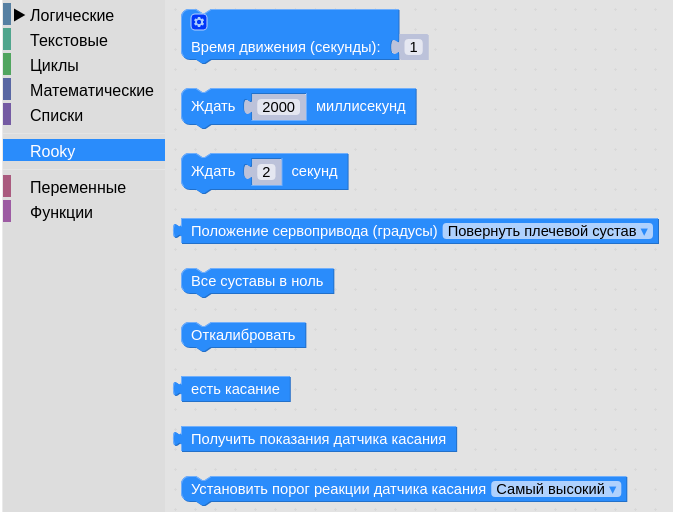 Логические
Текстовые
Циклы
Математические
Списки
Rooky
Переменные
Функции
Время движения (секунды): 1
Ждать 2000 миллисекунд
Ждать 2 секунд
Положение сервопривода (градусы) Повернуть плечевой сустав
Все суставы в ноль
Откалибровать
есть касание
Получить показания датчика касания
Установить порог реакции датчика касания Самый высокий